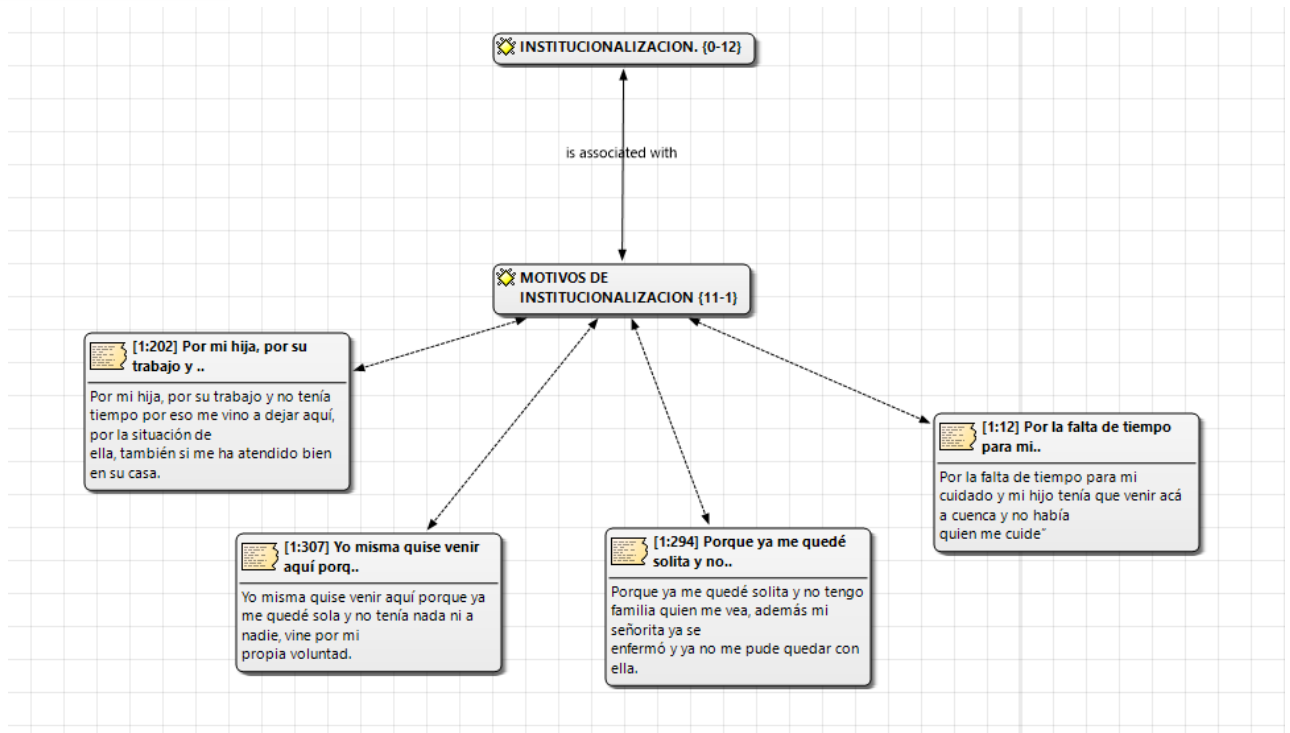 INSTITUCIONALIZACION. {0-12}
is associated with
MOTIVOS DE
INSTITUCIONALIZACION {11-1}
[1:202] Por mi hija, por su
trabajo y ..
Por mi hija, por su trabajo y no tenía
tiempo por eso me vino a dejar aquí,
por la situación de
ella, también si me ha atendido bien
en su casa.
[1:12] Por la falta de tiempo
para mi..
Por la falta de tiempo para mi
cuidado y mi hijo tenía que venir acá
a cuenca y no había
quien me cuide¨
[1:307] Yo misma quise venir
aquí porq..
Yo misma quise venir aquí porque ya
me quedé sola y no tenía nada ni a
nadie, vine por mi
propia voluntad.
[1:294] Porque ya me quedé
solita y no..
Porque ya me quedé solita y no tengo
familia quien me vea, además mi
señorita ya se
enfermó y ya no me pude quedar con
ella.